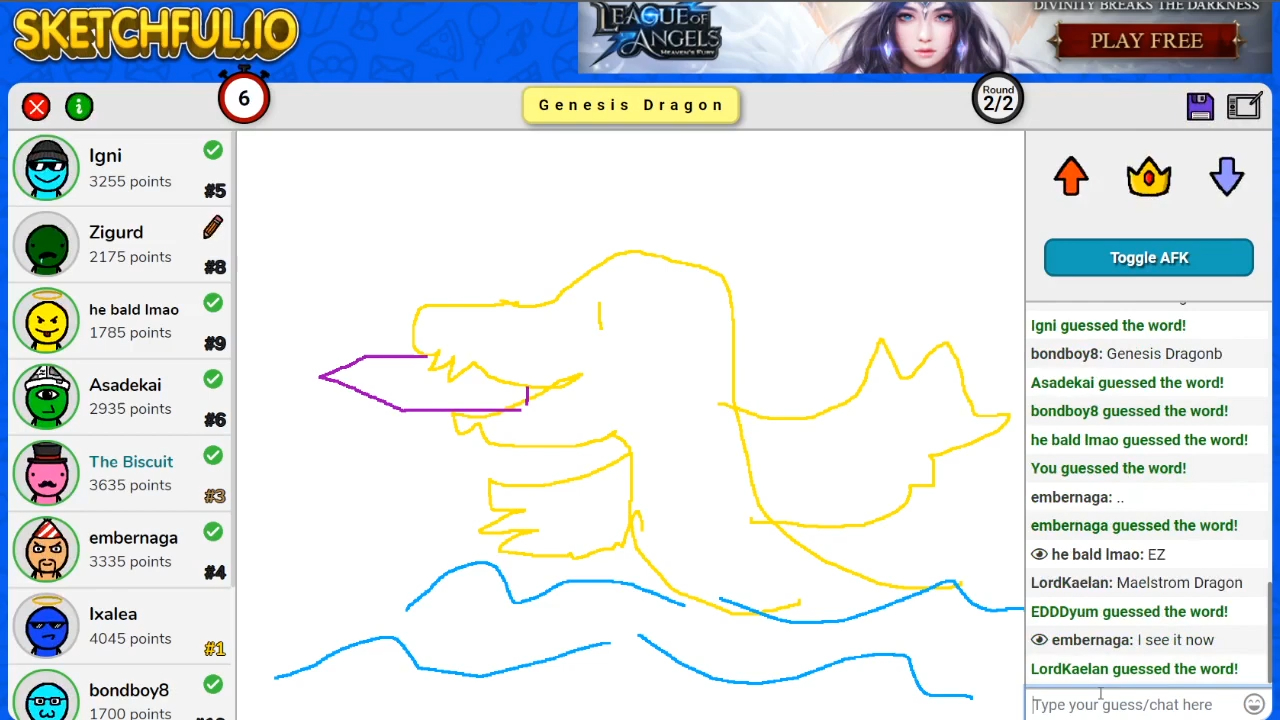 SKETCHFUL.IO
LEAGUE OF
ANGELS
HEAVEN'S FURY
DIVINITY BREAKS THE DARKNESS
PLAY FREE
6
Genesis Dragon
Round
2/2
Igni
3255 points
#5
Zigurd
2175 points
#8
he bald lmao
1785 points
#9
Asadekai
2935 points
#6
The Biscuit
3635 points
#3
embernaga
3335 points
#4
Ixalea
4045 points
#1
bondboy8
1700 points
Toggle AFK
Igni guessed the word!
bondboy8: Genesis Dragonb
Asadekai guessed the word!
bondboy8 guessed the word!
he bald lmao guessed the word!
You guessed the word!
embernaga: ..
embernaga guessed the word!
he bald lmao: EZ
LordKaelan: Maelstrom Dragon
EDDDyum guessed the word!
embernaga: I see it now
LordKaelan guessed the word!
Type your guess/chat here